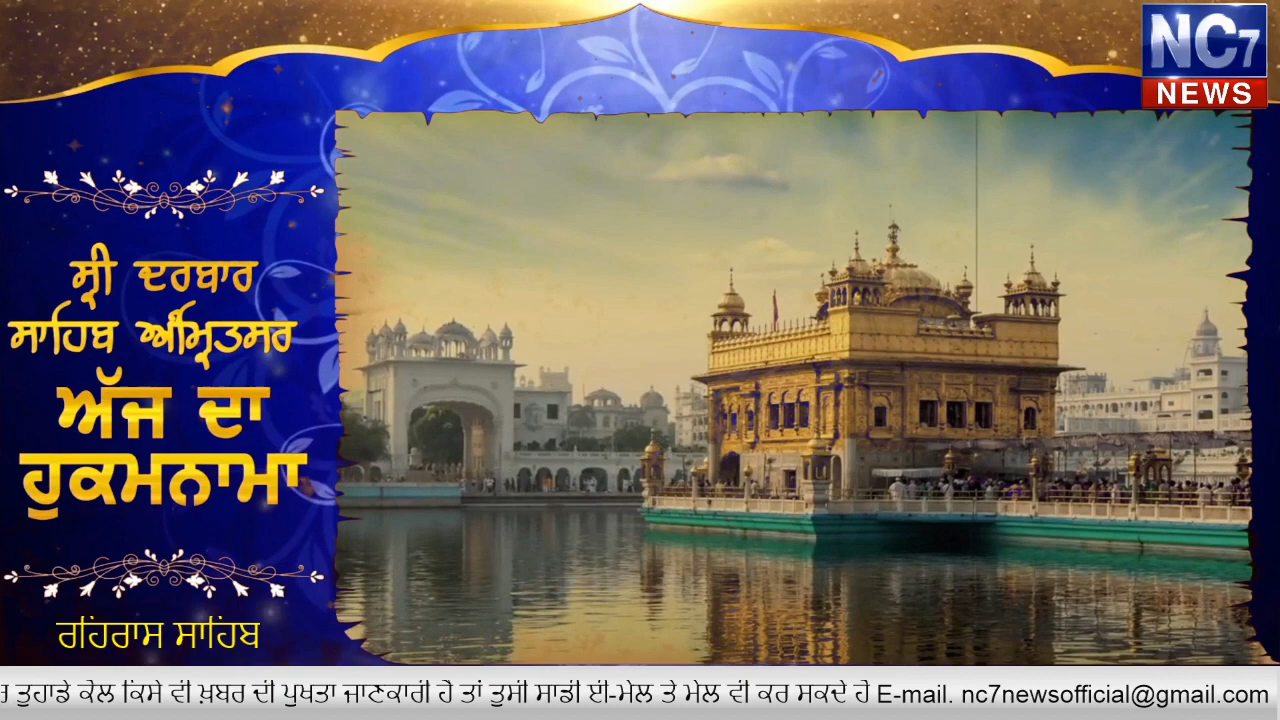 NC7
NEWS
ਸ੍ਰੀ ਦਰਬਾਰ
ਸਾਹਿਬ ਅੰਮ੍ਰਿਤਸਰ
ਅੱਜ ਦਾ
ਹੁਕਮਨਾਮਾ
ਰਹਿਰਾਸ ਸਾਹਿਬ
ਤੁਹਾਡੇ ਕੋਲ ਕਿਸੇ ਵੀ ਖ਼ਬਰ ਦੀ ਪੁਖਤਾ ਜਾਣਕਾਰੀ ਹੈ ਤਾਂ ਤੁਸੀ ਸਾਡੀ ਈ-ਮੇਲ ਤੇ ਮੇਲ ਵੀ ਕਰ ਸਕਦੇ ਹੋ E-mail. nc7newsofficial@gmail.com